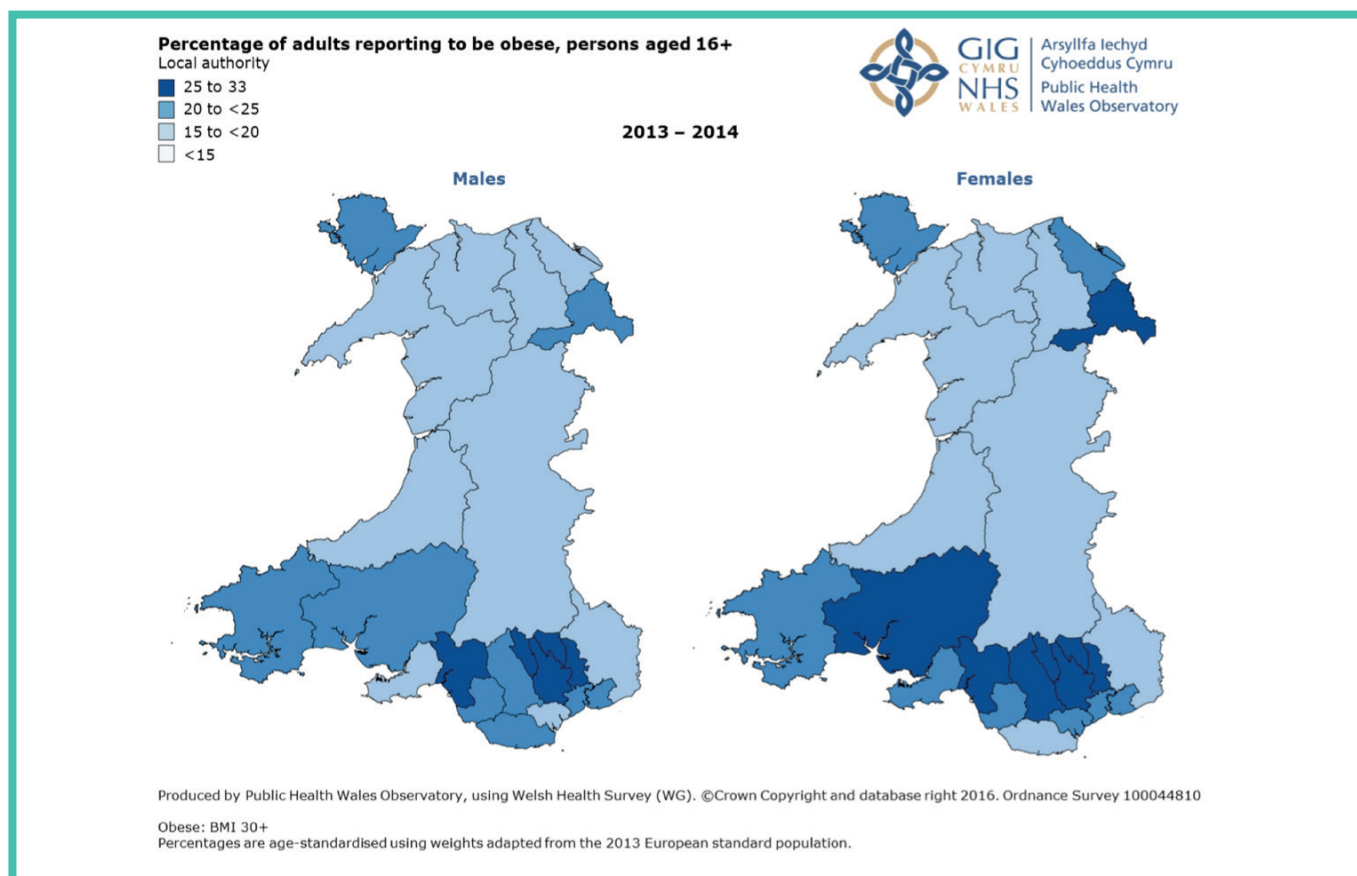 Percentage of adults reporting to be obese, persons aged 16+
Local authority
25 to 33
20 to <25
15 to <20
<15
GIG
CYMRU
NHS
WALES
Arsyllfa Iechyd
Cyhoeddus Cymru
Public Health
Wales Observatory
2013 – 2014
Males
Females
Produced by Public Health Wales Observatory, using Welsh Health Survey (WG). ©Crown Copyright and database right 2016. Ordnance Survey 100044810
Obese: BMI 30+
Percentages are age-standardised using weights adapted from the 2013 European standard population.